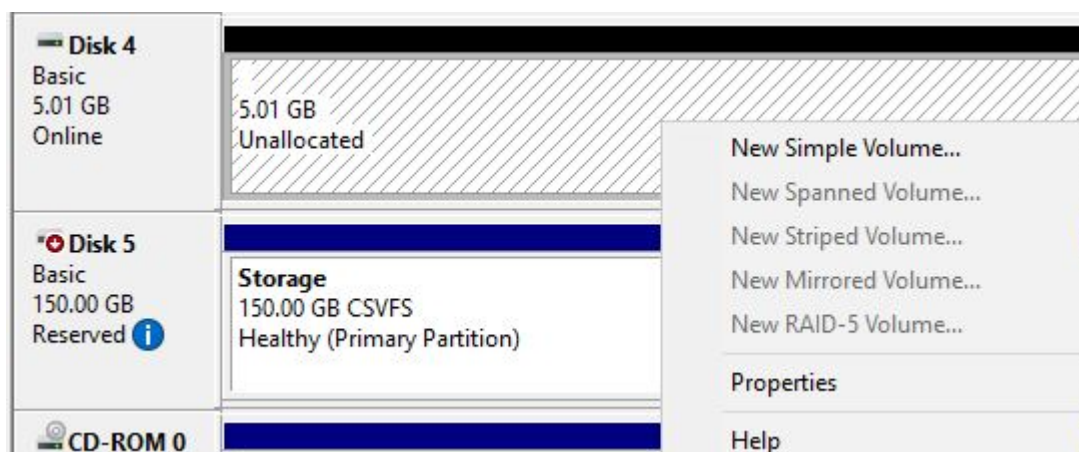 Disk 4
Basic
5.01 GB
Online
5.01 GB
Unallocated
New Simple Volume...
New Spanned Volume...
New Striped Volume...
New Mirrored Volume...
New RAID-5 Volume...
Properties
Help
Disk 5
Basic
150.00 GB
Reserved
Storage
150.00 GB CSVFS
Healthy (Primary Partition)
CD-ROM 0